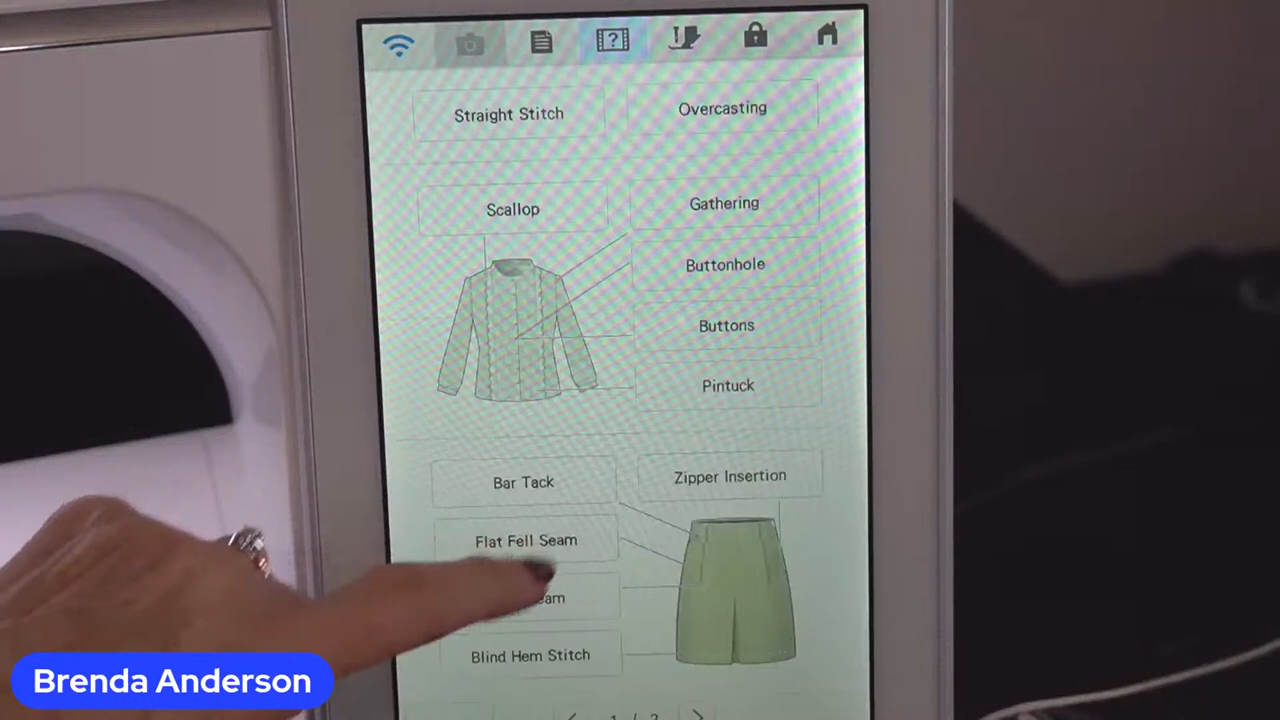 ?
Straight Stitch
Overcasting
Scallop
Gathering
Buttonhole
Buttons
Pintuck
Bar Tack
Zipper Insertion
Flat Fell Seam
Blind Hem Stitch
Brenda Anderson